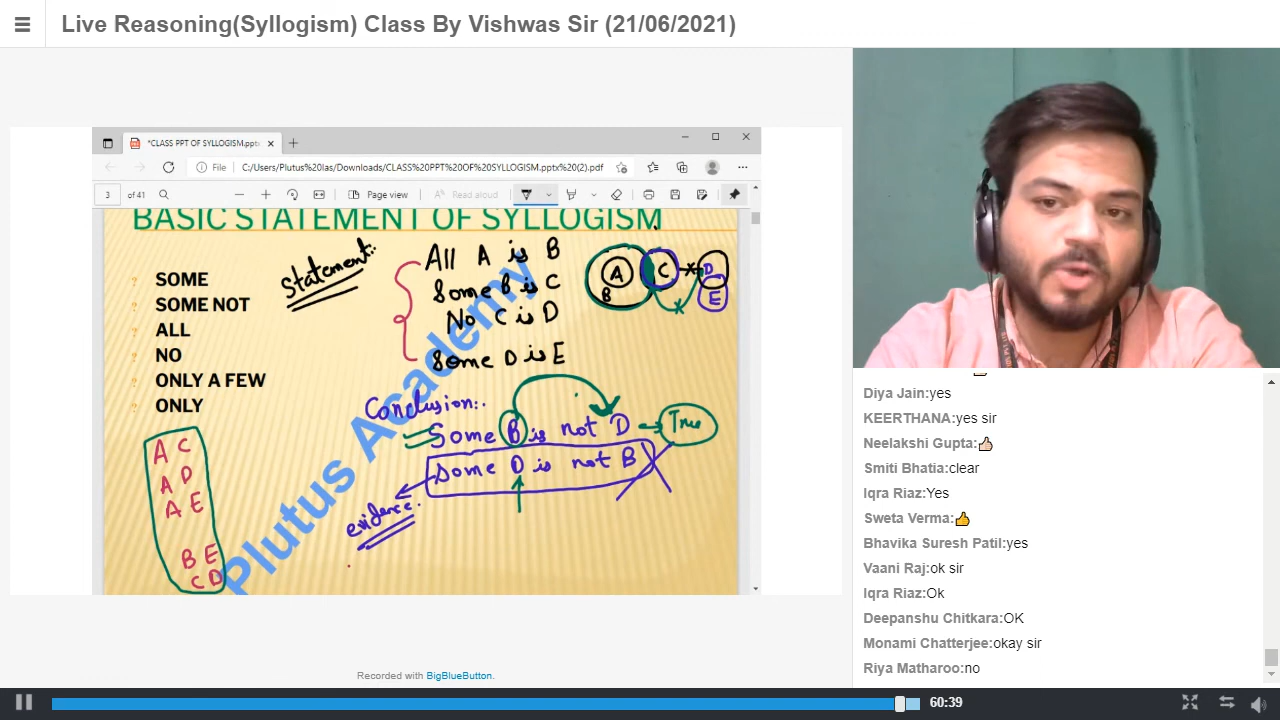 Live Reasoning(Syllogism) Class By Vishwas Sir (21/06/2021)
*CLASS PPT OF SYLLOGISM.pptx
File C:/Users/Plutus%20Ias/Downloads/CLASS%20PPT%20OF%20SYLLOGISM.pptx%20(2).pdf
3 of 41 Page view Read aloud
BASIC STATEMENT OF SYLLOGISM
? SOME
? SOME NOT
? ALL
? NO
? ONLY A FEW
? ONLY
Statement:.
All A is B
Some B is C
No C is D
Some D is E
A
B
C
D
E
Conclusion:.
Some B is not D → True
Some D is not B
evidence.
A C
A D
A E
B E
C D
Plutus Academy
Diya Jain:yes
KEERTHANA:yes sir
Neelakshi Gupta:👍
Smiti Bhatia:clear
Iqra Riaz:Yes
Sweta Verma:👍
Bhavika Suresh Patil:yes
Vaani Raj:ok sir
Iqra Riaz:Ok
Deepanshu Chitkara:OK
Monami Chatterjee:okay sir
Riya Matharoo:no
Recorded with BigBlueButton.
60:39